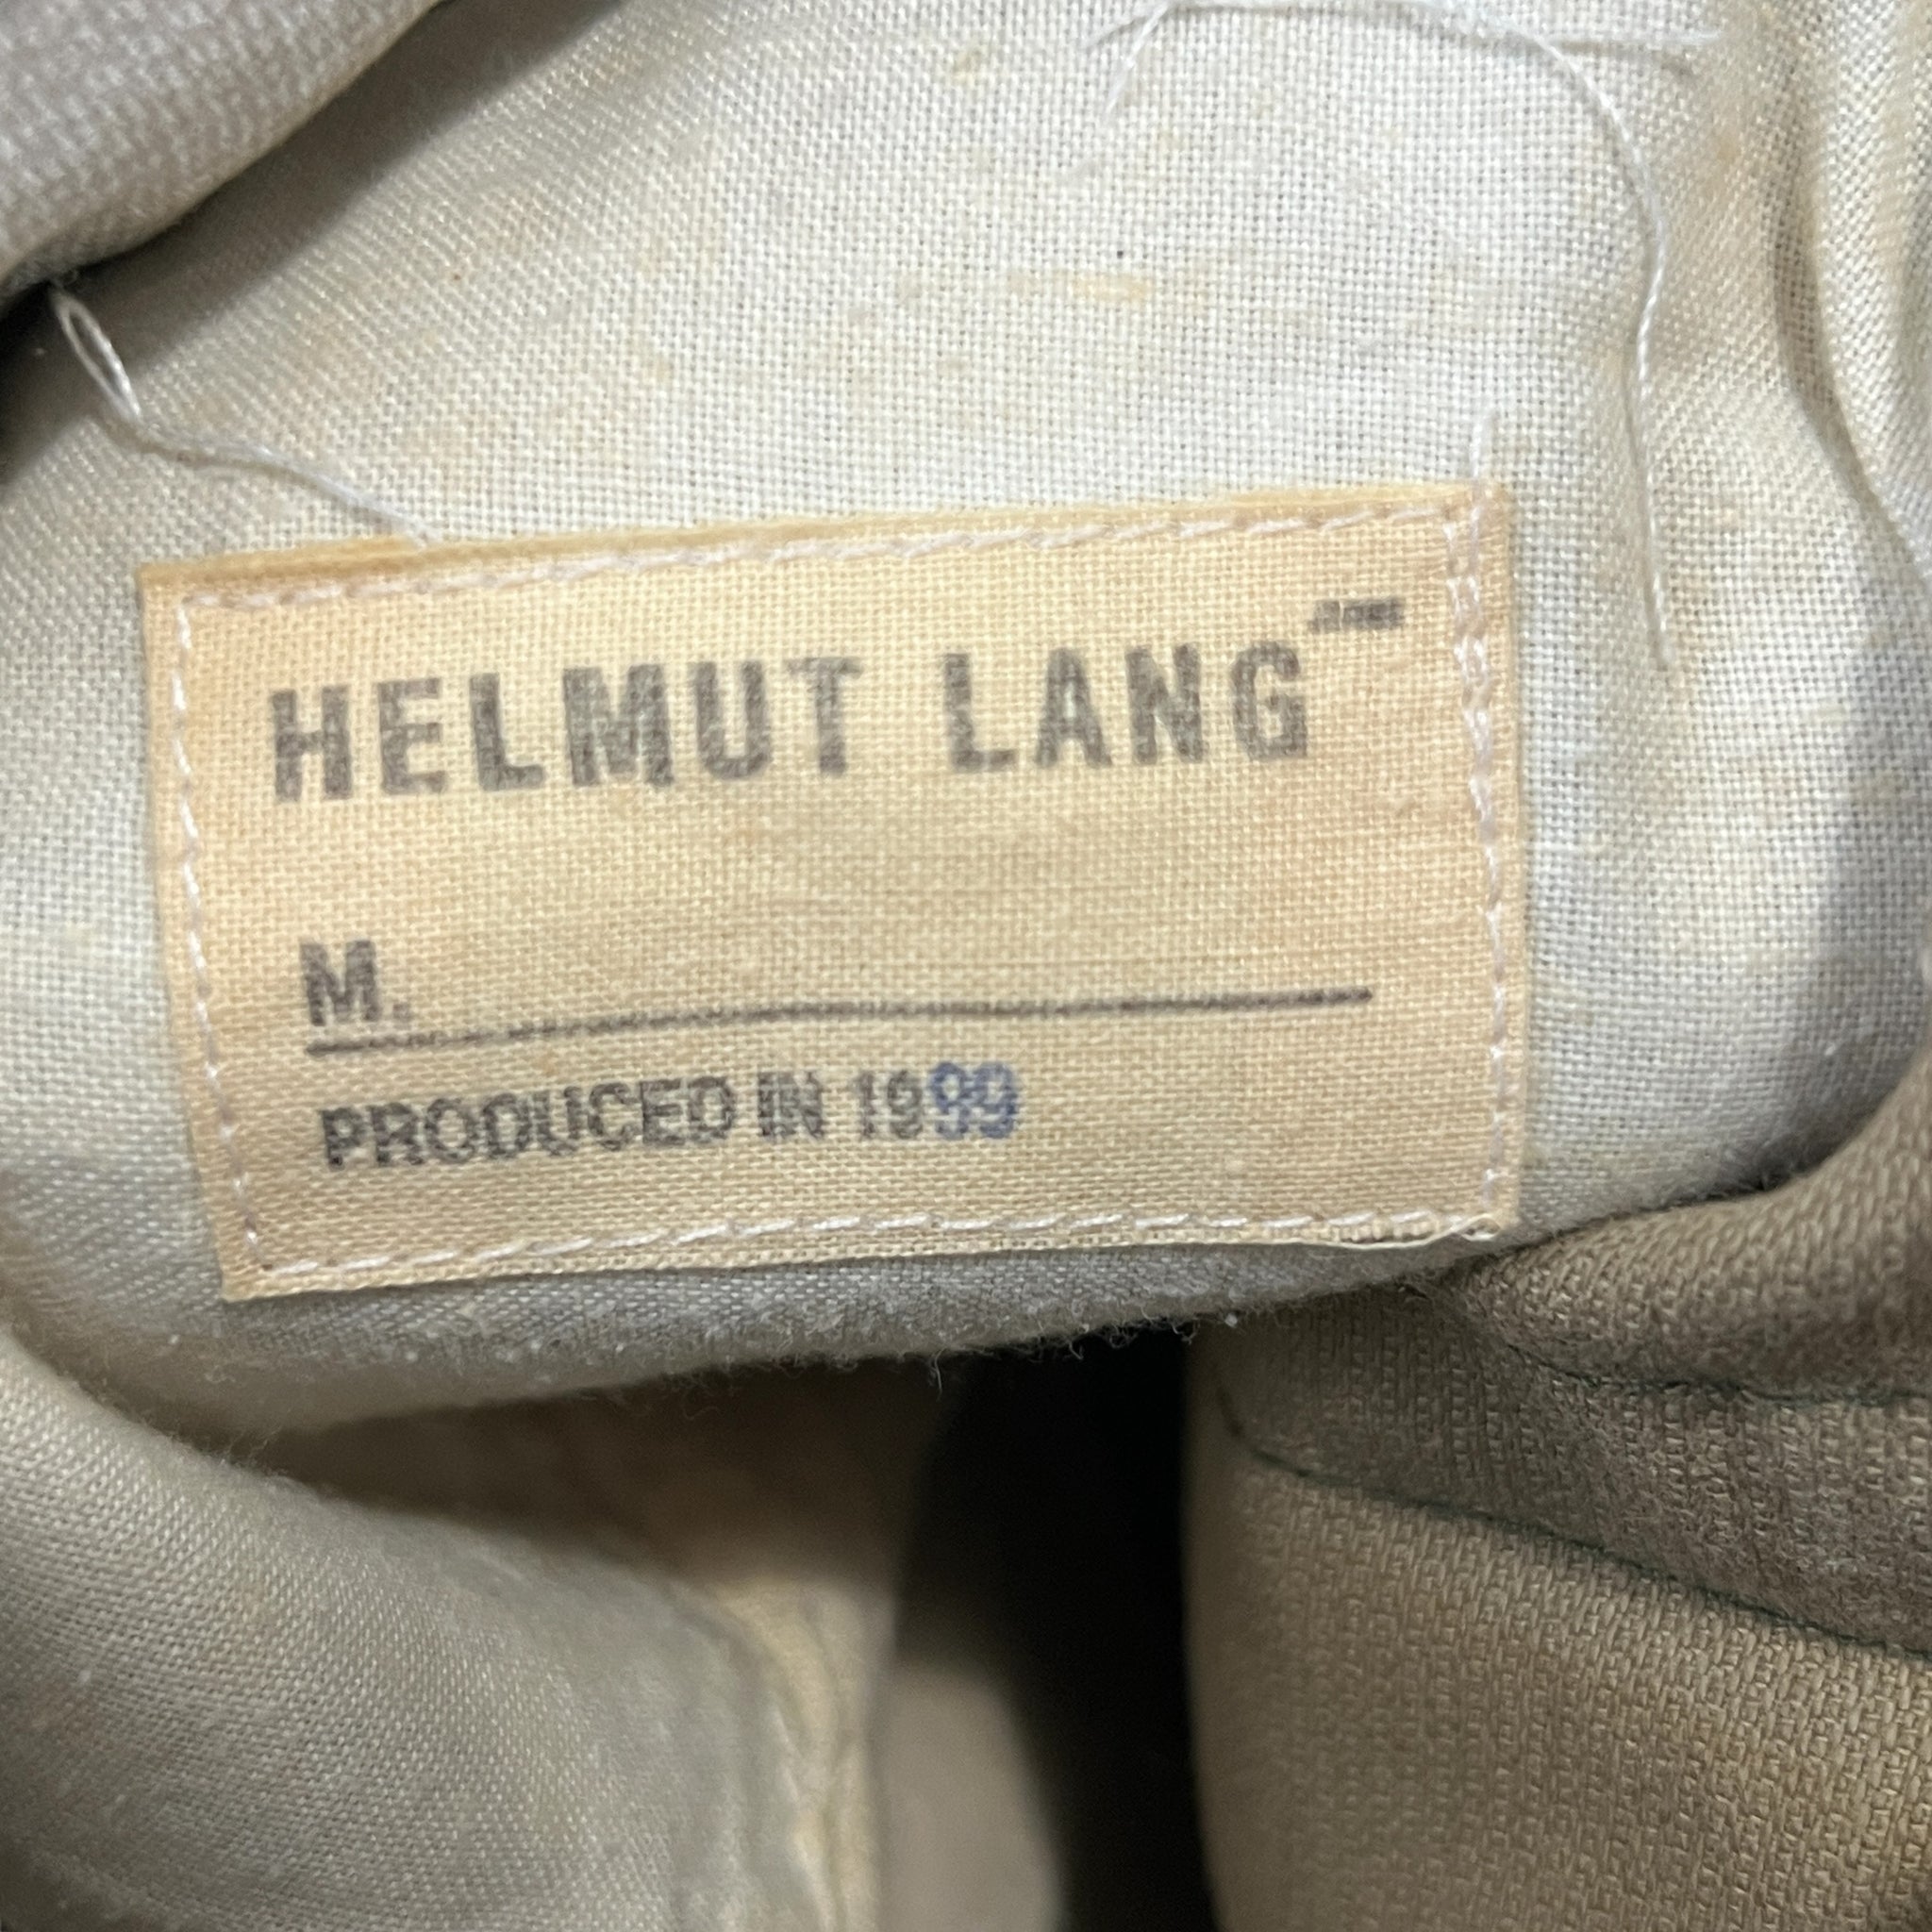 HELMUT LANG
M.
PRODUCED IN 1999